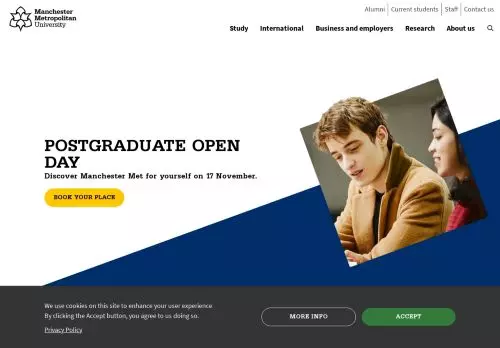 Manchester
Metropolitan
University
Alumni
Current students
Staff
Contact us
Study
International
Business and employers
Research
About us
POSTGRADUATE OPEN
DAY
Discover Manchester Met for yourself on 17 November.
BOOK YOUR PLACE
We use cookies on this site to enhance your user experience
By clicking the Accept button, you agree to us doing so.
Privacy Policy
MORE INFO
ACCEPT